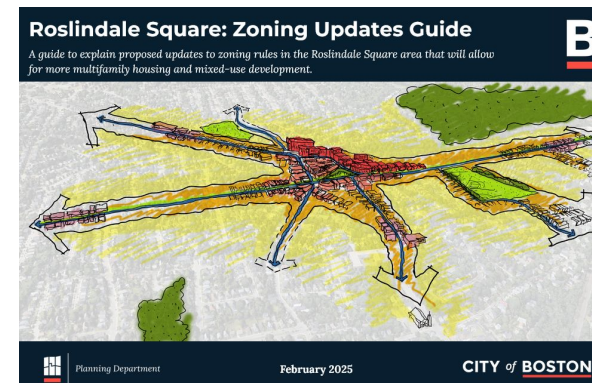 Roslindale Square: Zoning Updates Guide
B
A guide to explain proposed updates to zoning rules in the Roslindale Square area that will allow
for more multifamily housing and mixed-use development.
Planning Department
February 2025
CITY of BOSTON